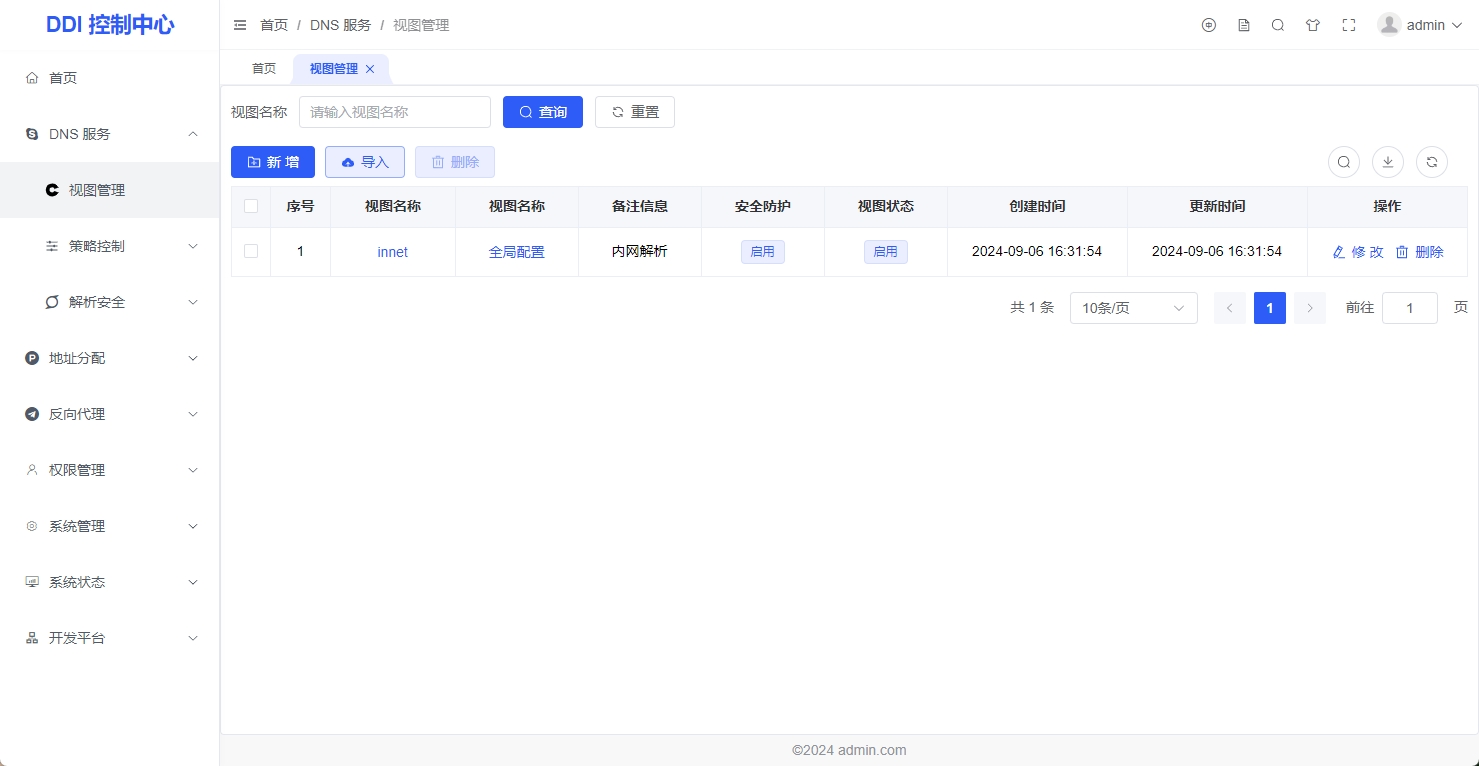 DDI 控制中心
首页 / DNS 服务 / 视图管理
admin
首页
DNS 服务
视图管理
策略控制
解析安全
地址分配
反向代理
权限管理
系统管理
系统状态
开发平台
首页 视图管理
视图名称 请输入视图名称 查询 重置
新 增 导入 删除
序号 视图名称 视图名称 备注信息 安全防护 视图状态 创建时间 更新时间 操作
1 innet 全局配置 内网解析 启用 启用 2024-09-06 16:31:54 2024-09-06 16:31:54 修 改 删除
共 1 条 10条/页 1 前往 1 页
©2024 admin.com